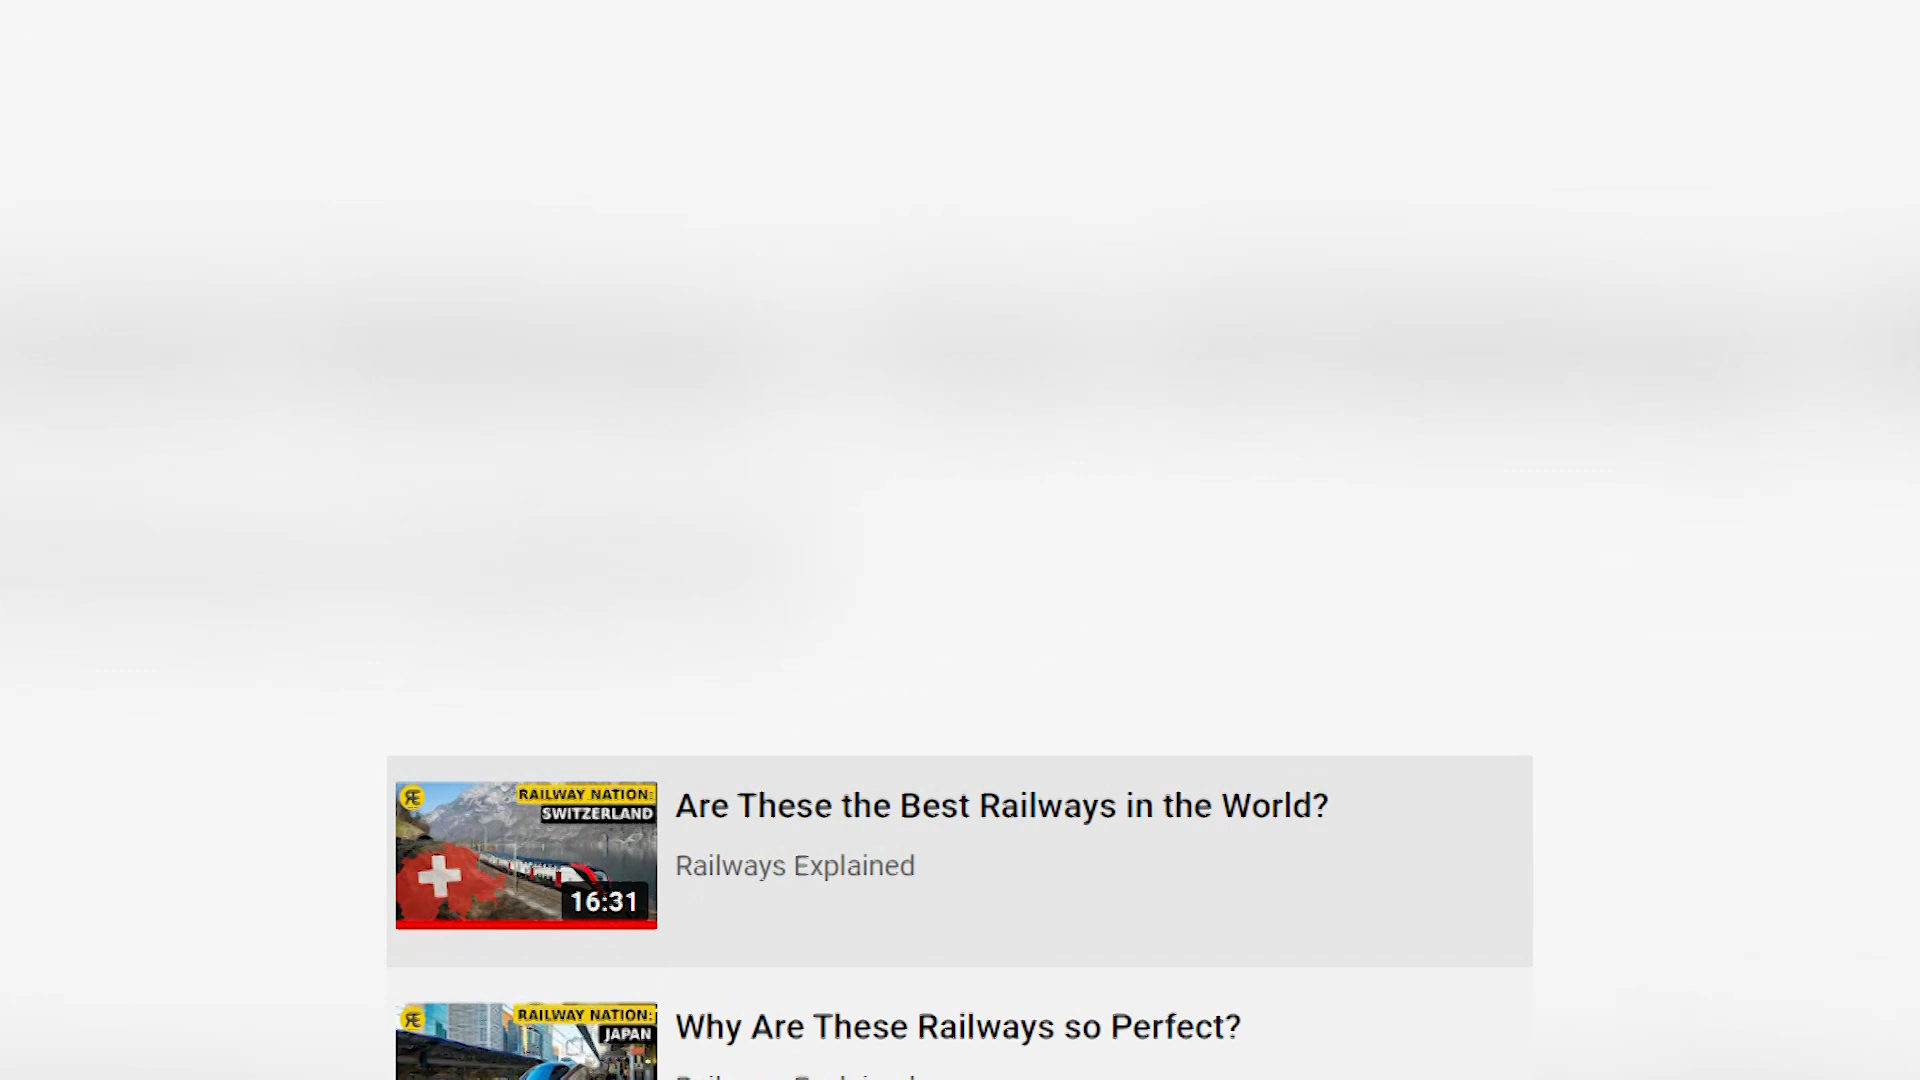 RAILWAY NATION:
SWITZERLAND
16:31
Are These the Best Railways in the World?
Railways Explained
RAILWAY NATION:
JAPAN
Why Are These Railways so Perfect?